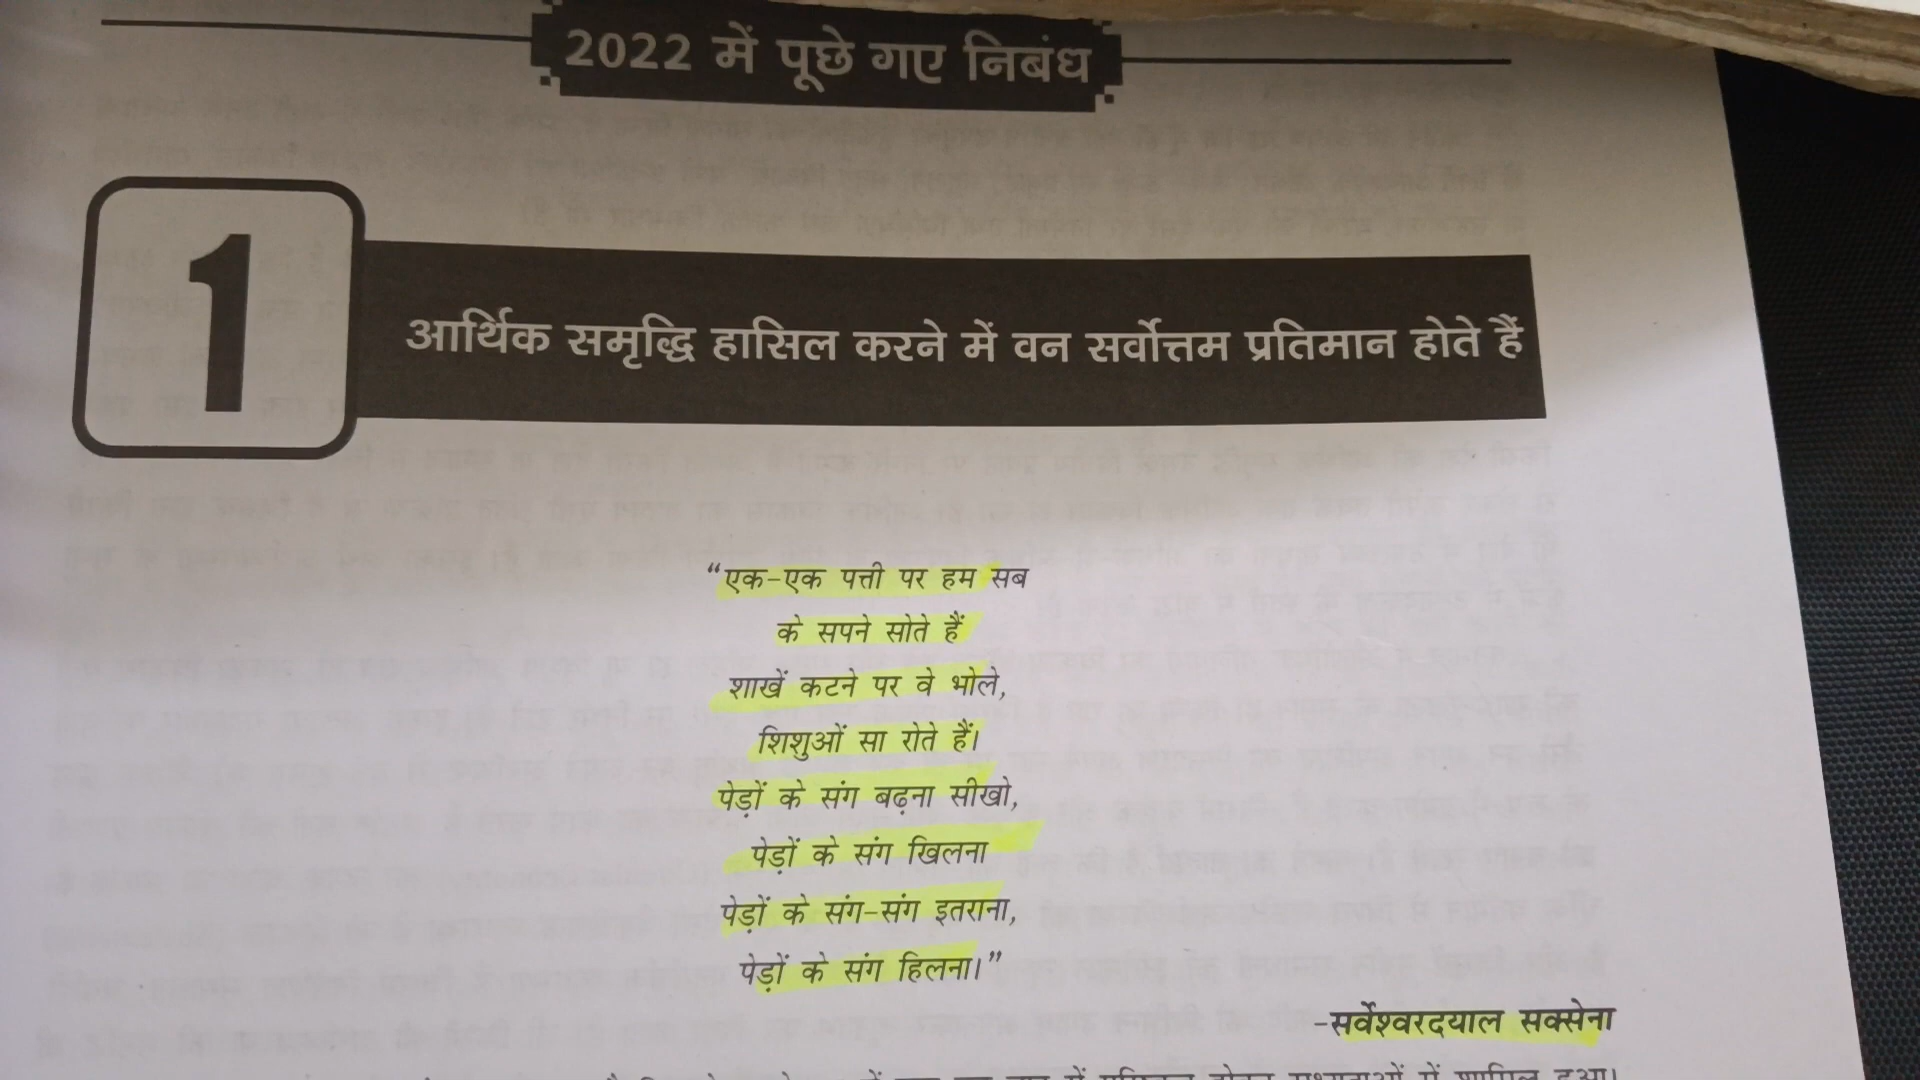 2022 में पूछे गए निबंध
1
आर्थिक समृद्धि हासिल करने में वन सर्वोत्तम प्रतिमान होते हैं
“एक-एक पत्ती पर हम सब
के सपने सोते हैं
शाखें कटने पर वे भोले,
शिशुओं सा रोते हैं।
पेड़ों के संग बढ़ना सीखो,
पेड़ों के संग खिलना
पेड़ों के संग-संग इतराना,
पेड़ों के संग हिलना।”
-सर्वेश्वरदयाल सक्सेना
में शामिल हुआ।